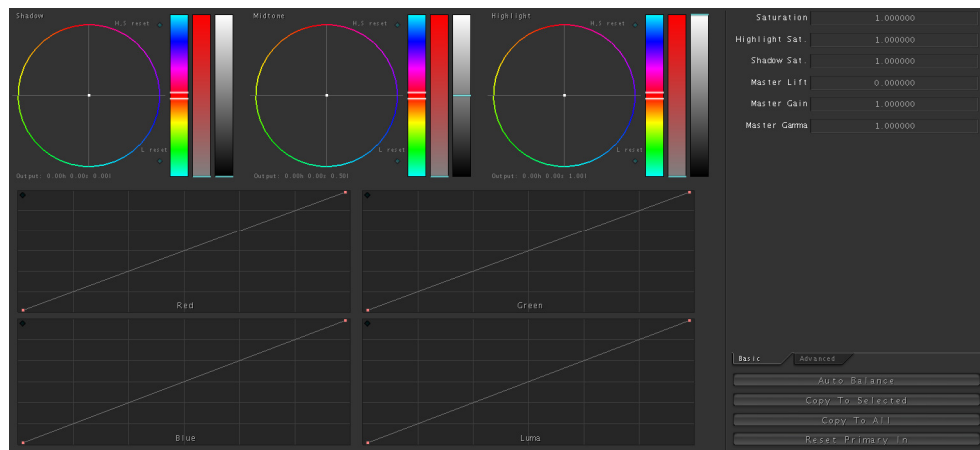 Shadow
H,S reset
L reset
Output: 0.00h 0.00s 0.00l
Midtone
H,S reset
L reset
Output: 0.00h 0.00s 0.50l
Highlight
H,S reset
L reset
Output: 0.00h 0.00s 1.00l
Red
Green
Blue
Luma
Saturation 1.000000
Highlight Sat. 1.000000
Shadow Sat. 1.000000
Master Lift 0.000000
Master Gain 1.000000
Master Gamma 1.000000
Basic Advanced
Auto Balance
Copy To Selected
Copy To All
Reset Primary In